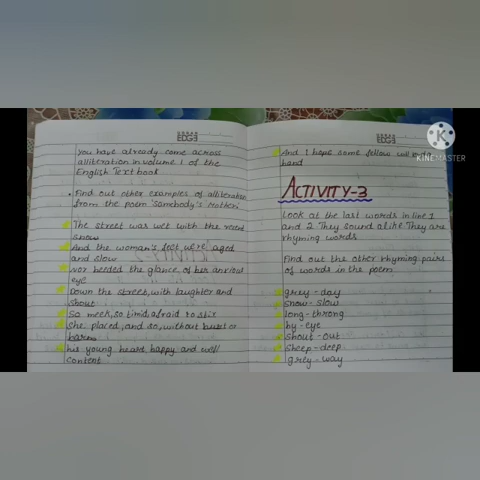 You have already come across
alliteration in volume 1 of the
English Text book
Find out other examples of alliteration
from the poem 'Somebody's Mother.'
The street was wet with the recent
snow
And the woman's feet were aged
and slow
Nor heeded the glance of her anxious
eye
Down the street, with laughter and
shout
So meek, so timid, afraid to stir
She placed, and so, without hurt or
harm
His young heart happy and well
content
And I hope some fellow will
hand
ACTIVITY-3
Look at the last words in line 1
and 2. They sound alike They are
rhyming words
Find out the other rhyming pairs
of words in the poem
grey - day
Snow - slow
long - throng
by - eye
Shout - out
Sheep - deep
grey - way
KINEMASTER